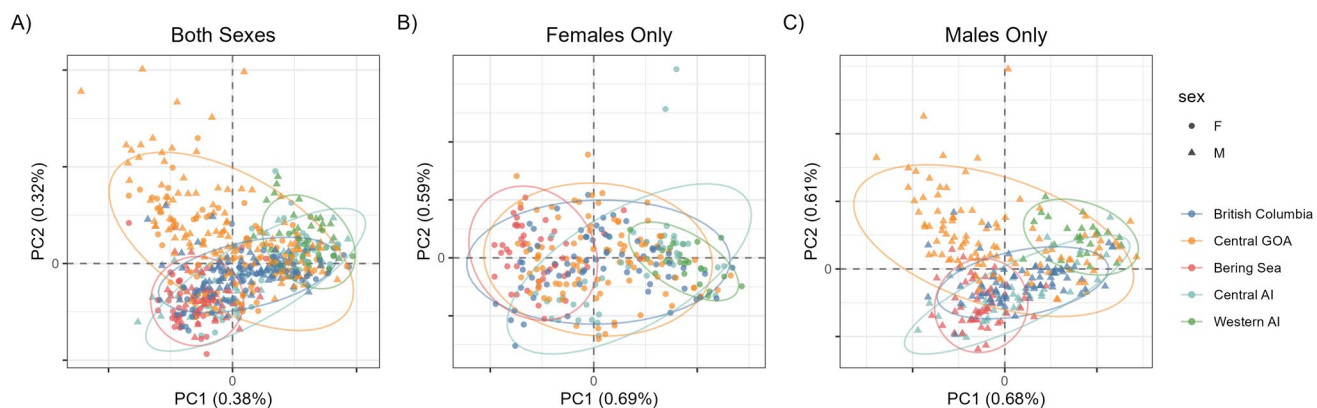 A)
Both Sexes
PC2 (0.32%)
0
0
PC1 (0.38%)
B)
Females Only
PC2 (0.59%)
0
0
PC1 (0.69%)
C)
Males Only
PC2 (0.61%)
0
0
PC1 (0.68%)
sex
F
M
British Columbia
Central GOA
Bering Sea
Central AI
Western AI